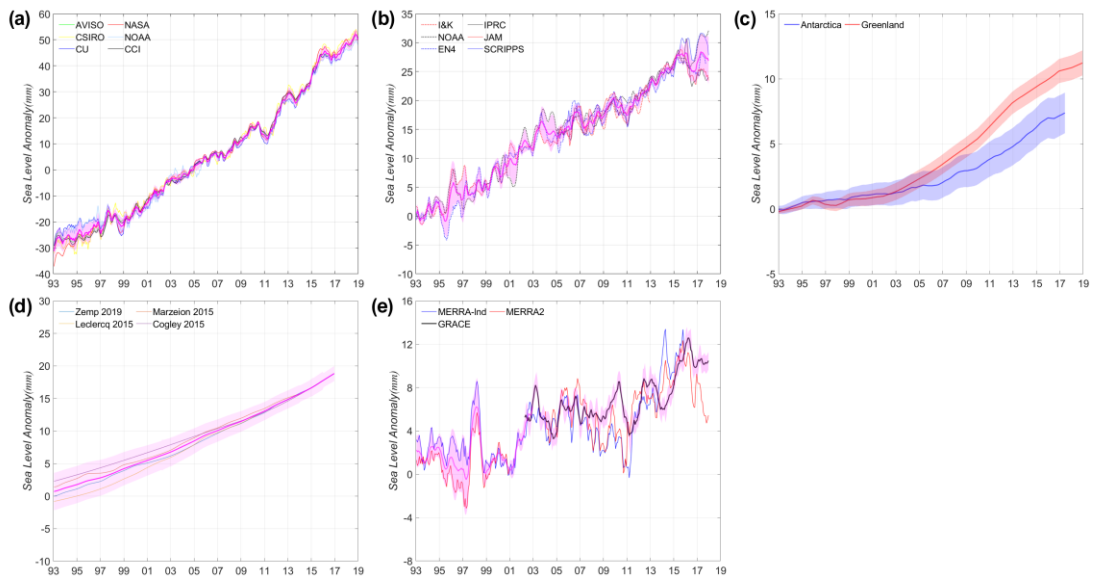 (a)
AVISO NASA
CSIRO NOAA
CU CCI
60
50
40
30
20
10
0
-10
-20
-30
-40
Sea Level Anomaly(mm)
93 95 97 99 01 03 05 07 09 11 13 15 17 19
(b)
I&K IPRC
NOAA JAM
EN4 SCRIPPS
35
30
25
20
15
10
5
0
-5
-10
Sea Level Anomaly(mm)
93 95 97 99 01 03 05 07 09 11 13 15 17 19
(c)
Antarctica Greenland
15
10
5
0
-5
Sea Level Anomaly(mm)
93 95 97 99 01 03 05 07 09 11 13 15 17 19
(d)
Zemp 2019 Marzeion 2015
Leclercq 2015 Cogley 2015
30
25
20
15
10
5
0
-5
-10
Sea Level Anomaly(mm)
93 95 97 99 01 03 05 07 09 11 13 15 17 19
(e)
MERRA-Ind MERRA2
GRACE
16
12
8
4
0
-4
-8
Sea Level Anomaly(mm)
93 95 97 99 01 03 05 07 09 11 13 15 17 19